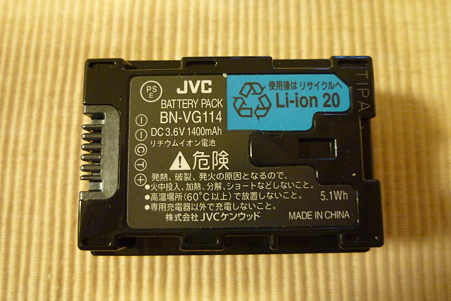 PS
E
JVC
BATTERY PACK
BN-VG114
DC 3.6V 1400mAh
リチウムイオン電池
使用後は リサイクルへ
Li-ion 20
TIPA
⚠危険
発熱、破裂、発火の原因となるので、
●火中投入、加熱、分解、ショートなどしないこと。
●高温場所(60℃以上)で放置しないこと。
●専用充電器以外で充電しないこと。
5.1Wh
株式会社 JVCケンウッド
MADE IN CHINA